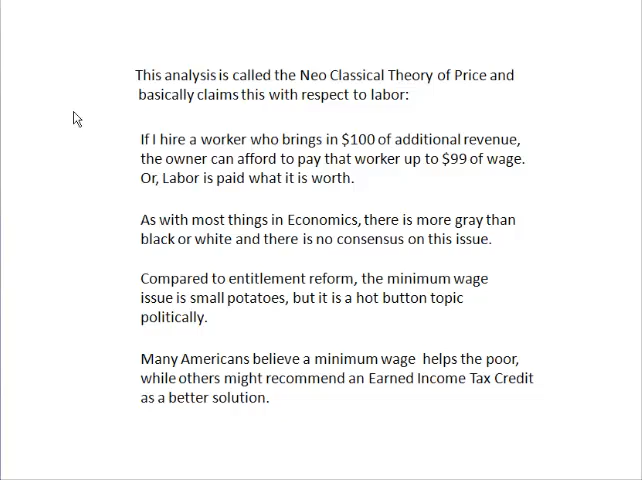 This analysis is called the Neo Classical Theory of Price and
basically claims this with respect to labor:
If I hire a worker who brings in $100 of additional revenue,
the owner can afford to pay that worker up to $99 of wage.
Or, Labor is paid what it is worth.
As with most things in Economics, there is more gray than
black or white and there is no consensus on this issue.
Compared to entitlement reform, the minimum wage
issue is small potatoes, but it is a hot button topic
politically.
Many Americans believe a minimum wage helps the poor,
while others might recommend an Earned Income Tax Credit
as a better solution.